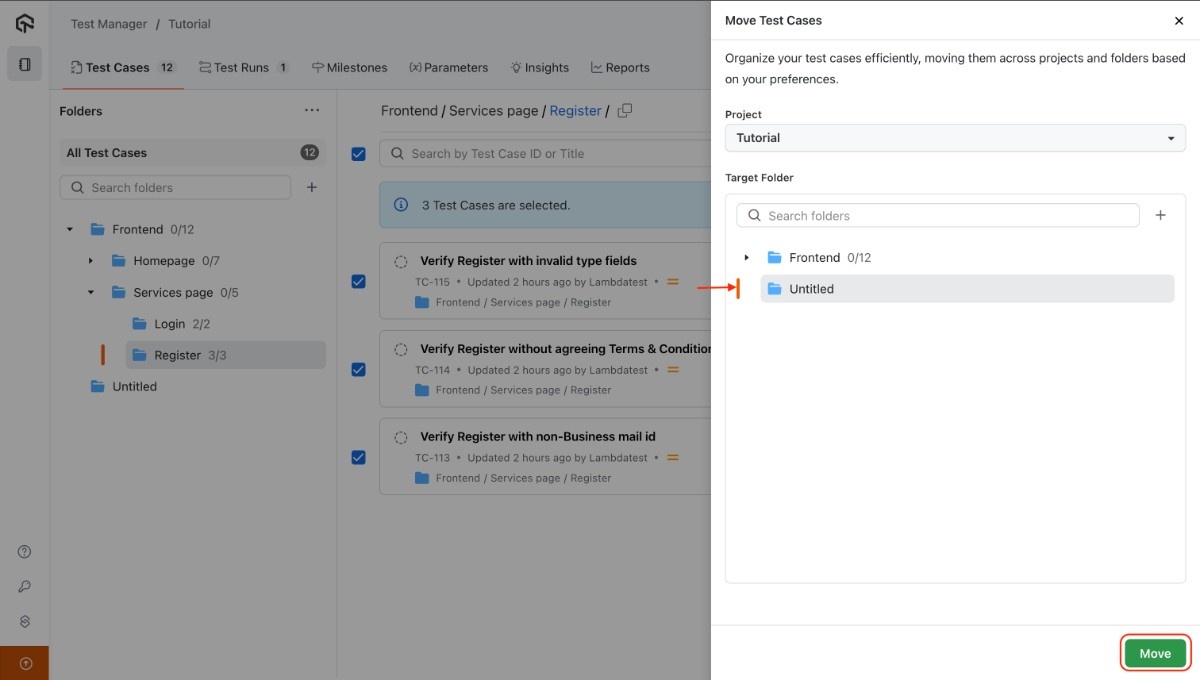 Test Manager / Tutorial
Test Cases 12
Test Runs 1
Milestones
Parameters
Insights
Reports
Folders
All Test Cases 12
Search folders
Frontend 0/12
Homepage 0/7
Services page 0/5
Login 2/2
Register 3/3
Untitled
Frontend / Services page / Register /
Search by Test Case ID or Title
3 Test Cases are selected.
Verify Register with invalid type fields
TC-115 • Updated 2 hours ago by Lambdatest •
Frontend / Services page / Register
Verify Register without agreeing Terms & Condition
TC-114 • Updated 2 hours ago by Lambdatest •
Frontend / Services page / Register
Verify Register with non-Business mail id
TC-113 • Updated 2 hours ago by Lambdatest •
Frontend / Services page / Register
Move Test Cases
Organize your test cases efficiently, moving them across projects and folders based
on your preferences.
Project
Tutorial
Target Folder
Search folders
Frontend 0/12
Untitled
Move